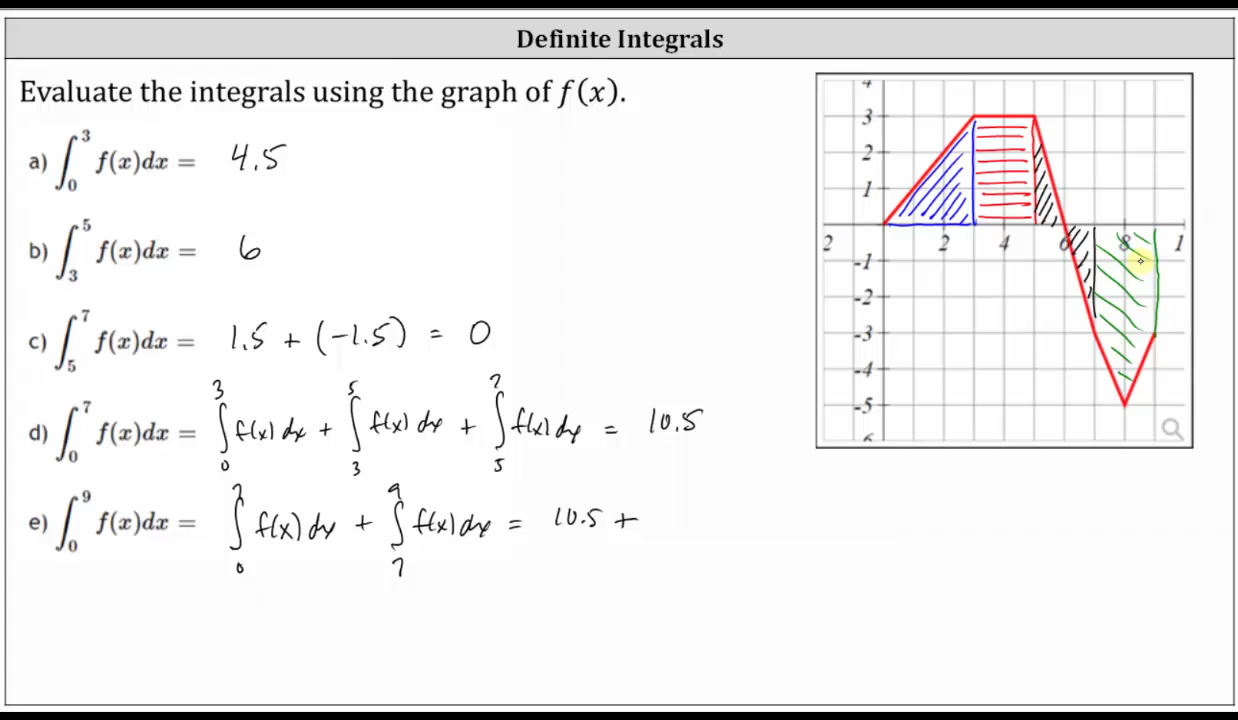 Definite Integrals
Evaluate the integrals using the graph of f(x).
a) ∫₀³ f(x)dx = 4.5
b) ∫₃⁵ f(x)dx = 6
c) ∫₅⁷ f(x)dx = 1.5 + (-1.5) = 0
d) ∫₀⁷ f(x)dx = ∫₀³ f(x) dx + ∫₃⁵ f(x) dx + ∫₅⁷ f(x) dx = 10.5
e) ∫₀⁹ f(x)dx = ∫₀⁷ f(x) dx + ∫₇⁹ f(x) dx = 10.5 +
4
3
2
1
2 2 4 6 8 1
-1
-2
-3
-4
-5
6